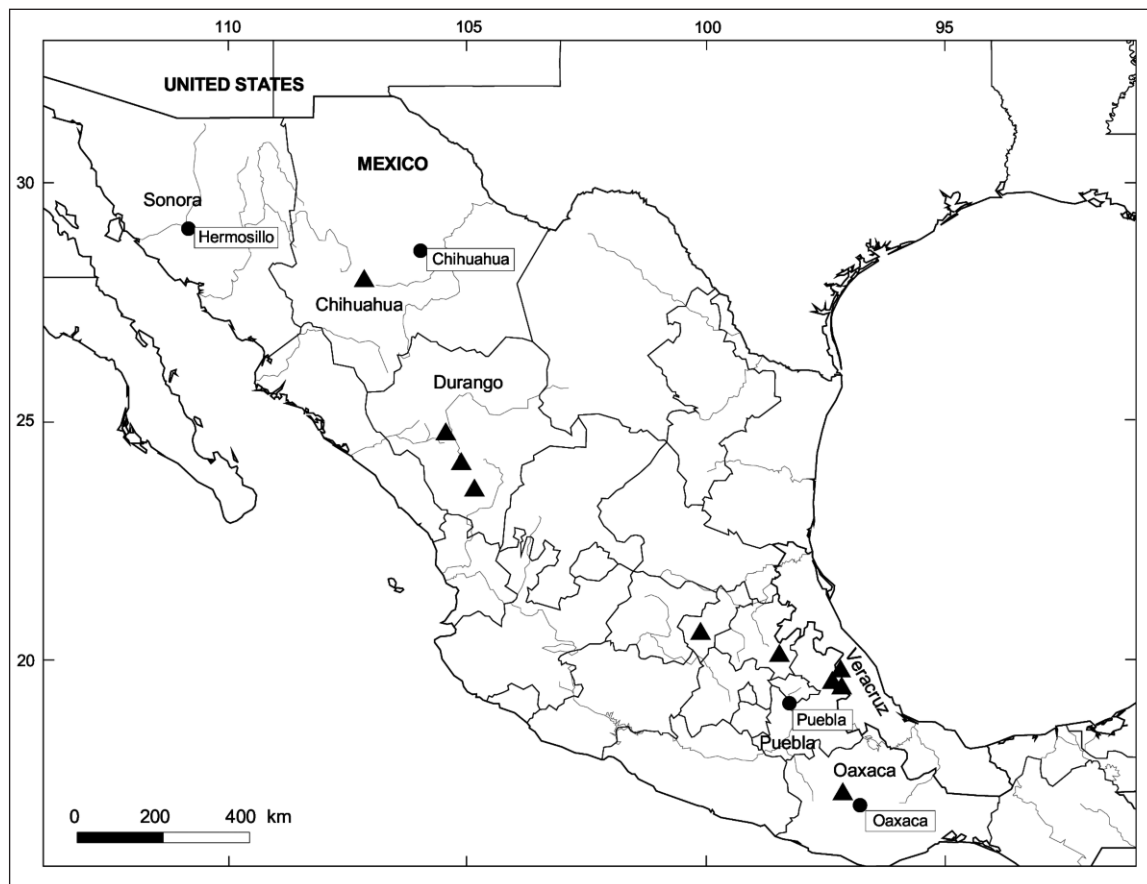 110 105 100 95
UNITED STATES
MEXICO
30
Sonora
Hermosillo
Chihuahua
Chihuahua
Durango
25
20
Veracruz
Puebla
Puebla
Oaxaca
Oaxaca
0 200 400 km